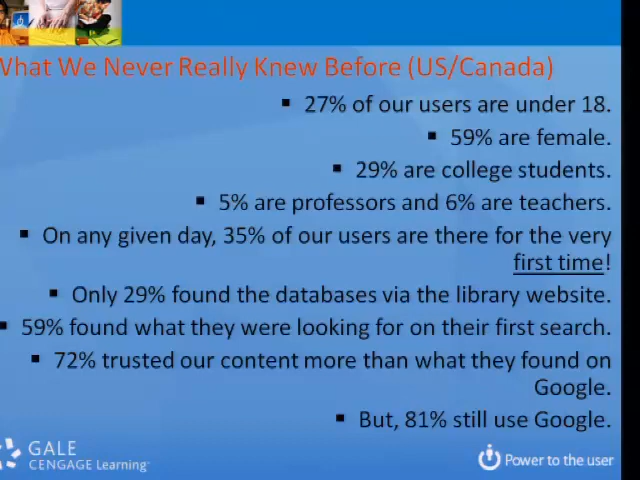 What We Never Really Knew Before (US/Canada)
▪ 27% of our users are under 18.
▪ 59% are female.
▪ 29% are college students.
▪ 5% are professors and 6% are teachers.
▪ On any given day, 35% of our users are there for the very
first time!
▪ Only 29% found the databases via the library website.
▪ 59% found what they were looking for on their first search.
▪ 72% trusted our content more than what they found on
Google.
▪ But, 81% still use Google.
GALE
CENGAGE Learning™
Power to the user